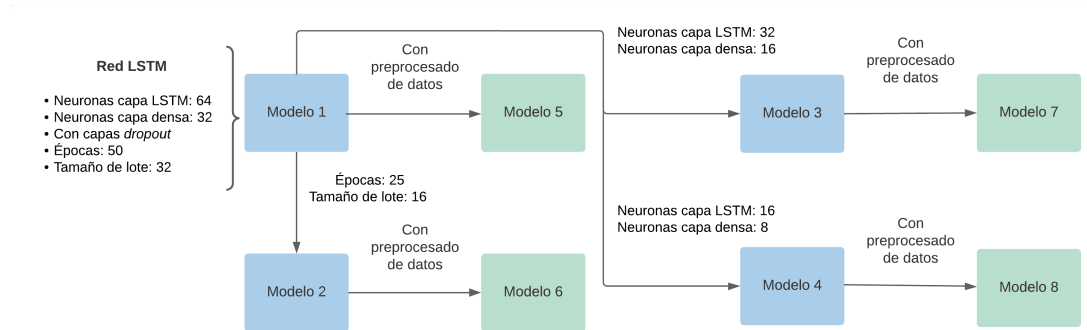 Red LSTM
• Neuronas capa LSTM: 64
• Neuronas capa densa: 32
• Con capas dropout
• Épocas: 50
• Tamaño de lote: 32
Modelo 1
Con
preprocesado
de datos
Modelo 5
Neuronas capa LSTM: 32
Neuronas capa densa: 16
Modelo 3
Con
preprocesado
de datos
Modelo 7
Épocas: 25
Tamaño de lote: 16
Modelo 2
Con
preprocesado
de datos
Modelo 6
Neuronas capa LSTM: 16
Neuronas capa densa: 8
Modelo 4
Con
preprocesado
de datos
Modelo 8